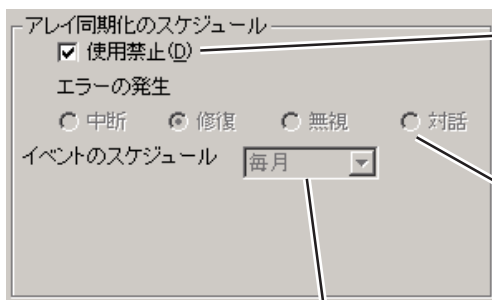 アレイ同期化のスケジュール
使用禁止(D)
エラーの発生
中断 修復 無視 対話
イベントのスケジュール 毎月